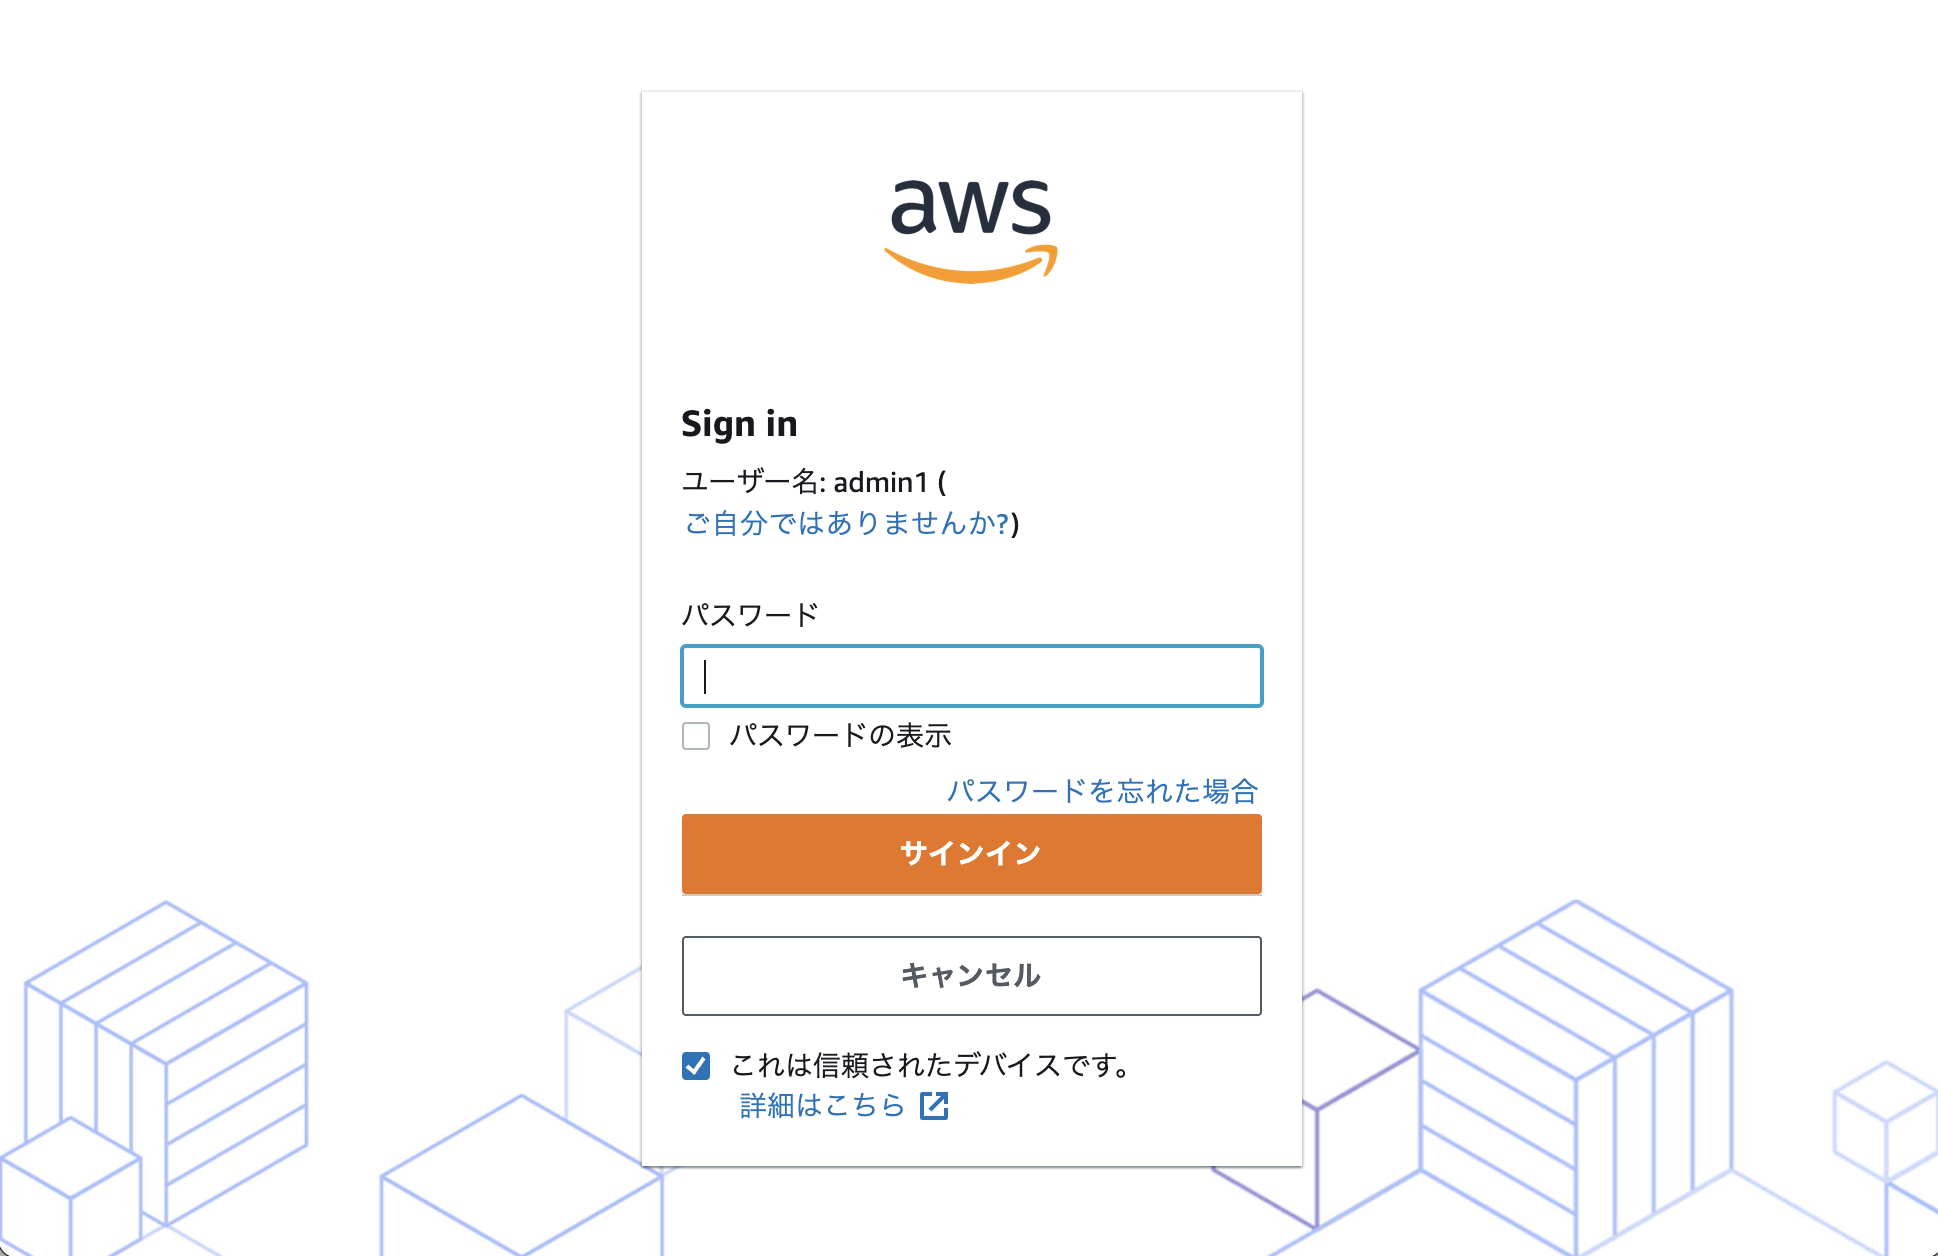 aws
Sign in
ユーザー名: admin1 (
ご自分ではありませんか?)
パスワード
パスワードの表示
パスワードを忘れた場合
サインイン
キャンセル
これは信頼されたデバイスです。
詳細はこちら